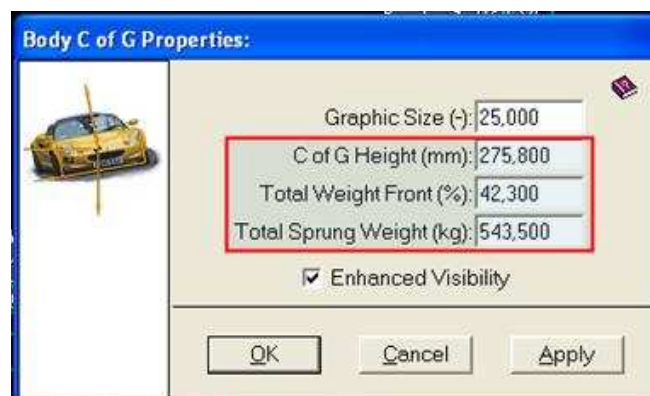 Body C of G Properties:
Graphic Size (-): 25,000
C of G Height (mm): 275,800
Total Weight Front (%): 42,300
Total Sprung Weight (kg): 543,500
Enhanced Visibility
OK Cancel Apply